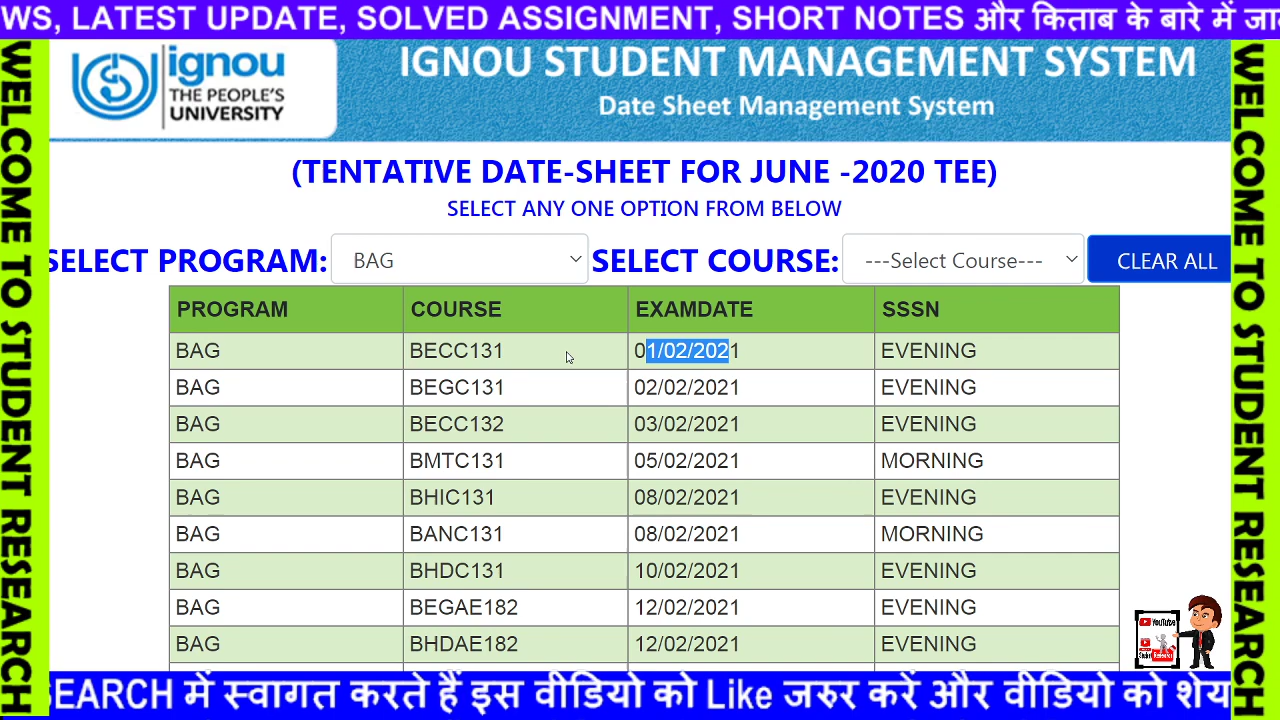 WS, LATEST UPDATE, SOLVED ASSIGNMENT, SHORT NOTES और किताब के बारे में जा
WELCOME TO STUDENT RESEARCH
ignou
THE PEOPLE'S
UNIVERSITY
IGNOU STUDENT MANAGEMENT SYSTEM
Date Sheet Management System
(TENTATIVE DATE-SHEET FOR JUNE -2020 TEE)
SELECT ANY ONE OPTION FROM BELOW
SELECT PROGRAM: BAG SELECT COURSE: ---Select Course--- CLEAR ALL
PROGRAM COURSE EXAMDATE SSSN
BAG BECC131 01/02/2021 EVENING
BAG BEGC131 02/02/2021 EVENING
BAG BECC132 03/02/2021 EVENING
BAG BMTC131 05/02/2021 MORNING
BAG BHIC131 08/02/2021 EVENING
BAG BANC131 08/02/2021 MORNING
BAG BHDC131 10/02/2021 EVENING
BAG BEGAE182 12/02/2021 EVENING
BAG BHDAE182 12/02/2021 EVENING
YouTube
WELCOME TO STUDENT RESEARCH
SEARCH में स्वागत करते हैं इस वीडियो को Like जरुर करें और वीडियो को शेय